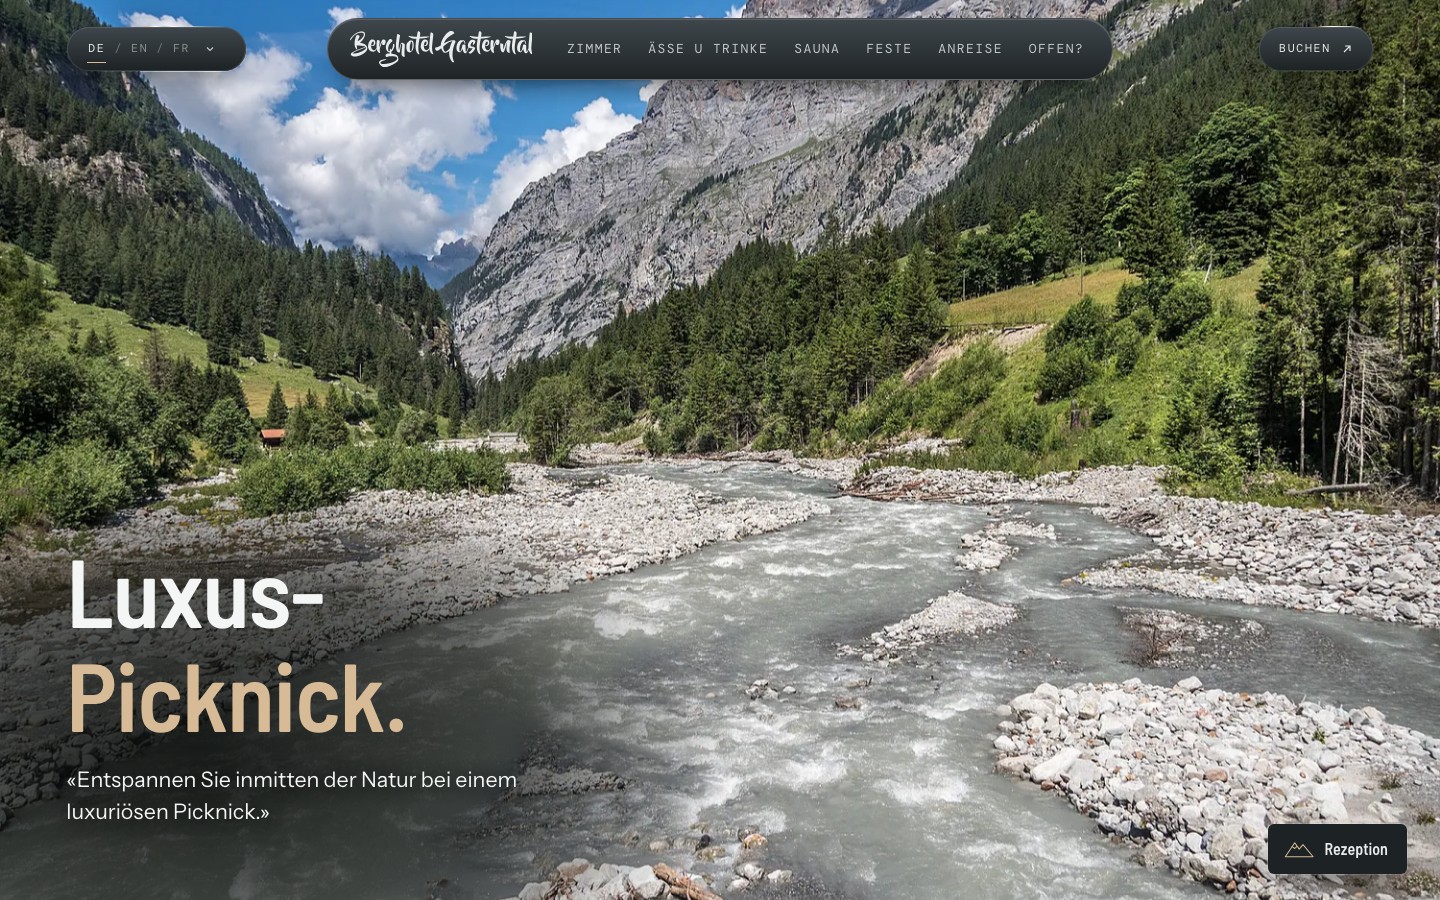 DE / EN / FR
Berghotel Gasterntal
ZIMMER
ÄSSE U TRINKE
SAUNA
FESTE
ANREISE
OFFEN?
BUCHEN
Luxus-
Picknick.
«Entspannen Sie inmitten der Natur bei einem
luxuriösen Picknick.»
Rezeption